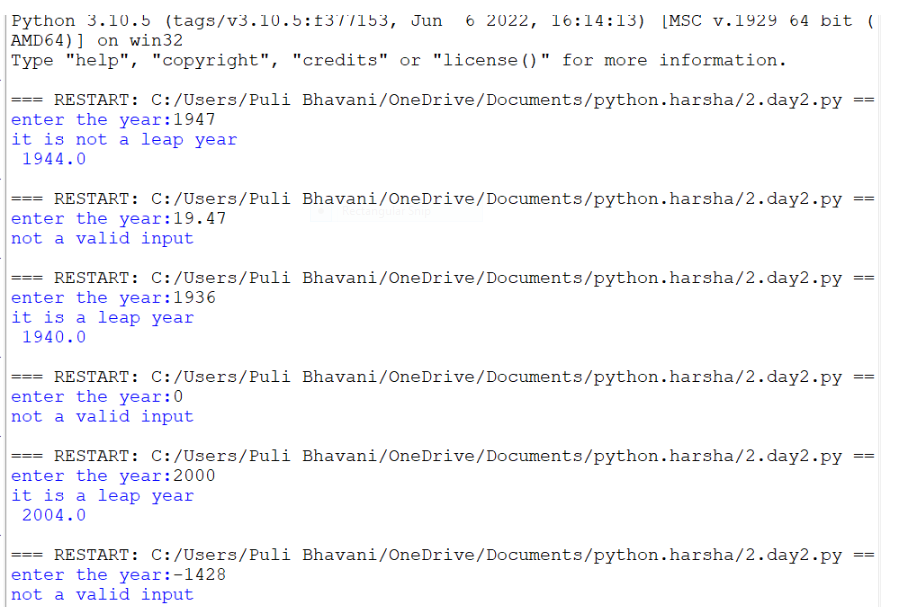 Python 3.10.5 (tags/v3.10.5:f377153, Jun  6 2022, 16:14:13) [MSC v.1929 64 bit (
AMD64)] on win32
Type "help", "copyright", "credits" or "license()" for more information.
=== RESTART: C:/Users/Puli Bhavani/OneDrive/Documents/python.harsha/2.day2.py ==
enter the year:1947
it is not a leap year
 1944.0
=== RESTART: C:/Users/Puli Bhavani/OneDrive/Documents/python.harsha/2.day2.py ==
enter the year:19.47
not a valid input
=== RESTART: C:/Users/Puli Bhavani/OneDrive/Documents/python.harsha/2.day2.py ==
enter the year:1936
it is a leap year
 1940.0
=== RESTART: C:/Users/Puli Bhavani/OneDrive/Documents/python.harsha/2.day2.py ==
enter the year:0
not a valid input
=== RESTART: C:/Users/Puli Bhavani/OneDrive/Documents/python.harsha/2.day2.py ==
enter the year:2000
it is a leap year
 2004.0
=== RESTART: C:/Users/Puli Bhavani/OneDrive/Documents/python.harsha/2.day2.py ==
enter the year:-1428
not a valid input